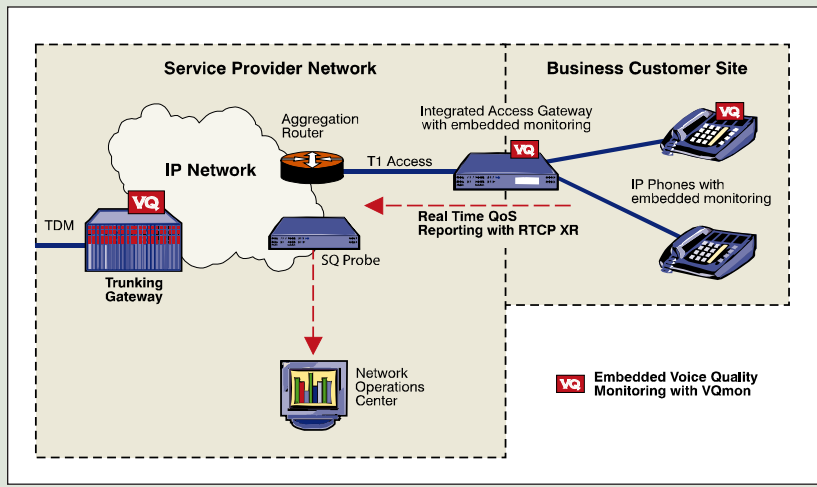 Service Provider Network
Business Customer Site
Aggregation
Router
Integrated Access Gateway
with embedded monitoring
VQ
VQ
IP Network
T1 Access
VQ
IP Phones with
embedded monitoring
TDM
Real Time QoS
Reporting with RTCP XR
SQ Probe
Trunking
Gateway
Network
Operations
Center
VQ
Embedded Voice Quality
Monitoring with VQmon